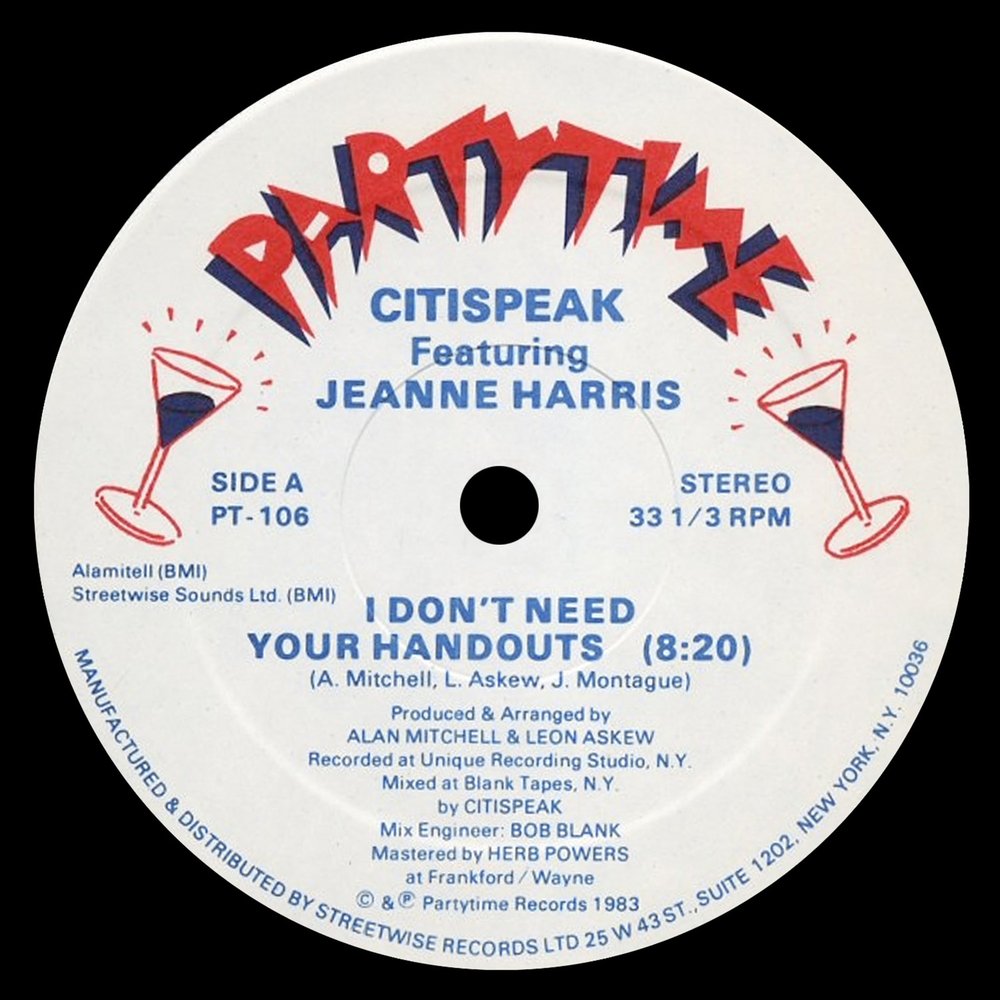 PARTYTIME
CITISPEAK
Featuring
JEANNE HARRIS
SIDE A
PT-106
STEREO
33 1/3 RPM
Alamitell (BMI)
Streetwise Sounds Ltd. (BMI)
I DON'T NEED
YOUR HANDOUTS (8:20)
(A. Mitchell, L. Askew, J. Montague)
Produced & Arranged by
ALAN MITCHELL & LEON ASKEW
Recorded at Unique Recording Studio, N.Y.
Mixed at Blank Tapes, N.Y.
by CITISPEAK
Mix Engineer: BOB BLANK
Mastered by HERB POWERS
at Frankford / Wayne
© & ℗ Partytime Records 1983
MANUFACTURED & DISTRIBUTED BY STREETWISE RECORDS LTD 25 W 43 ST., SUITE 1202, NEW YORK, N.Y. 10036